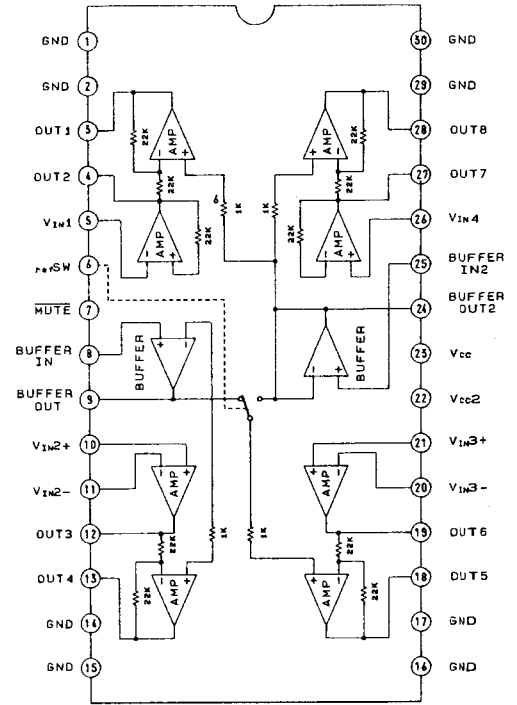 GND 1
GND 2
OUT1 3
OUT2 4
VIN1 5
refSW 6
MUTE 7
BUFFER IN 8
BUFFER OUT 9
VIN2+ 10
VIN2- 11
OUT3 12
OUT4 13
GND 14
GND 15
30 GND
29 GND
28 OUT8
27 OUT7
26 VIN4
25 BUFFER IN2
24 BUFFER OUT2
23 Vcc
22 Vcc2
21 VIN3+
20 VIN3-
19 OUT6
18 OUT5
17 GND
16 GND
22K
AMP
- +
22K
6
1K
AMP
- +
22K
AMP
+ -
22K
22K
1K
AMP
- +
22K
+ -
BUFFER
BUFFER
- +
- +
AMP
22K
1K
- +
AMP
22K
+ -
AMP
22K
1K
+ -
AMP
22K